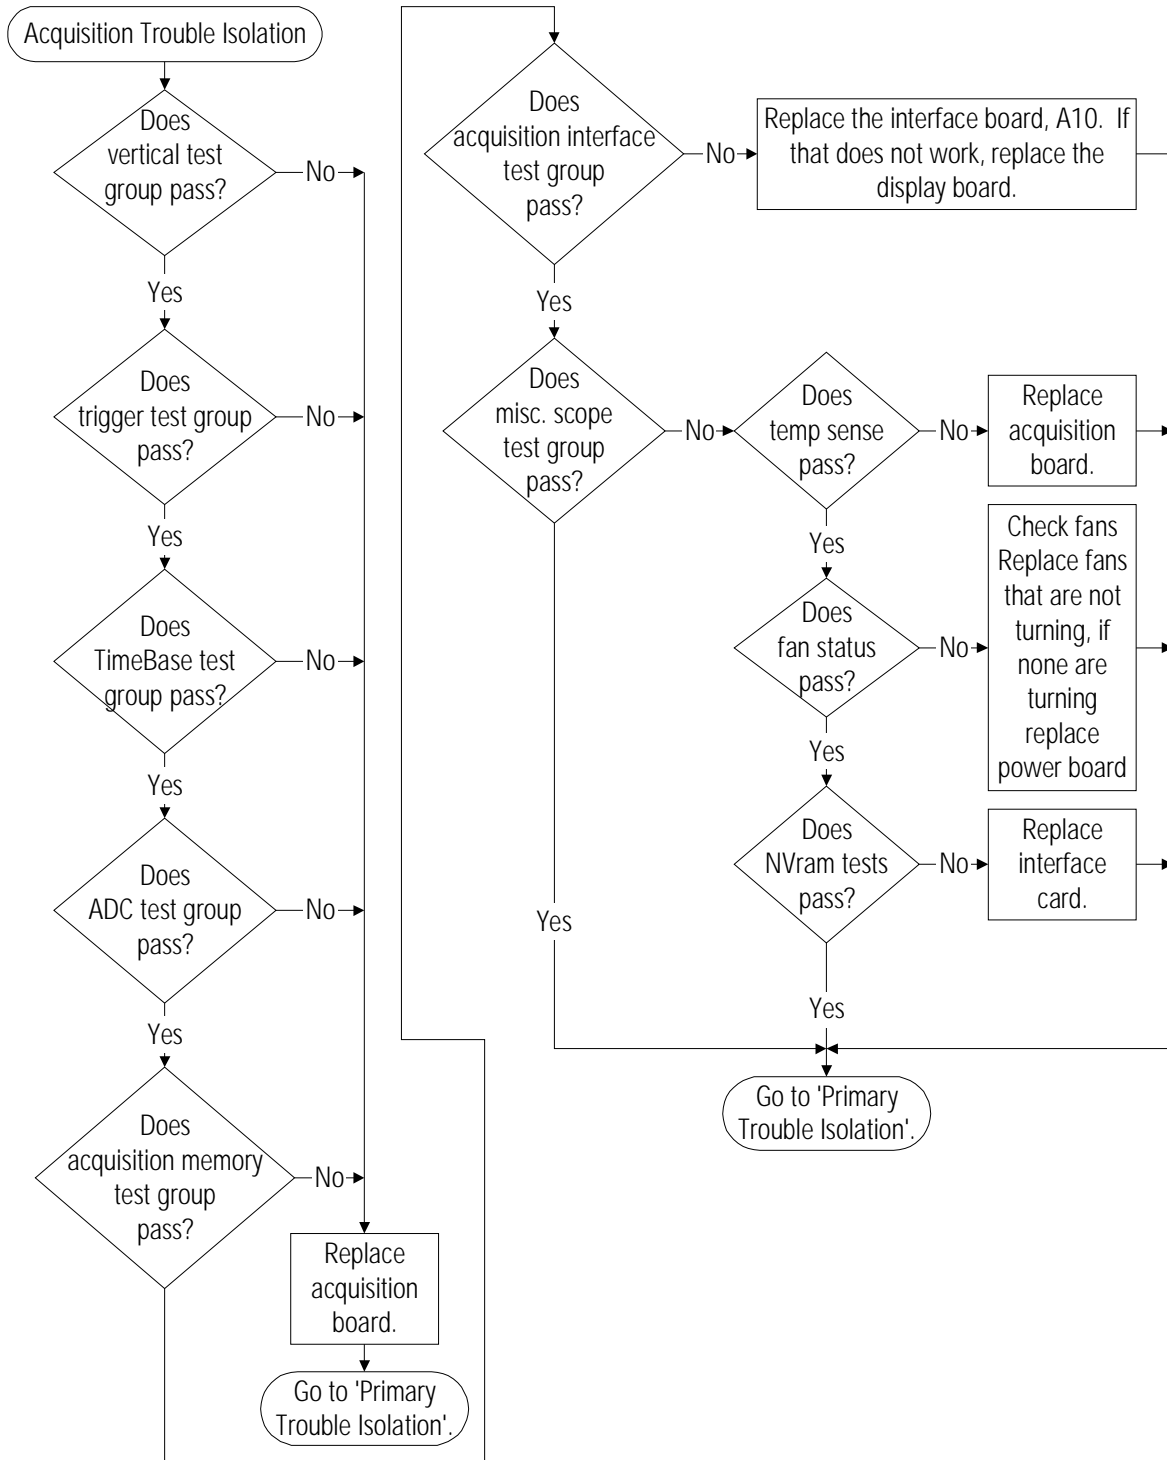 Acquisition Trouble Isolation
Does
vertical test
group pass?
No
Yes
Does
trigger test group
pass?
No
Yes
Does
TimeBase test
group pass?
No
Yes
Does
ADC test group
pass?
No
Yes
Does
acquisition memory
test group
pass?
No
Replace
acquisition
board.
Go to 'Primary
Trouble Isolation'.
Does
acquisition interface
test group
pass?
No
Replace the interface board, A10.  If
that does not work, replace the
display board.
Yes
Does
misc. scope
test group
pass?
No
Does
temp sense
pass?
No
Replace
acquisition
board.
Yes
Does
fan status
pass?
No
Check fans
Replace fans
that are not
turning, if
none are
turning
replace
power board
Yes
Does
NVram tests
pass?
No
Replace
interface
card.
Yes
Yes
Go to 'Primary
Trouble Isolation'.